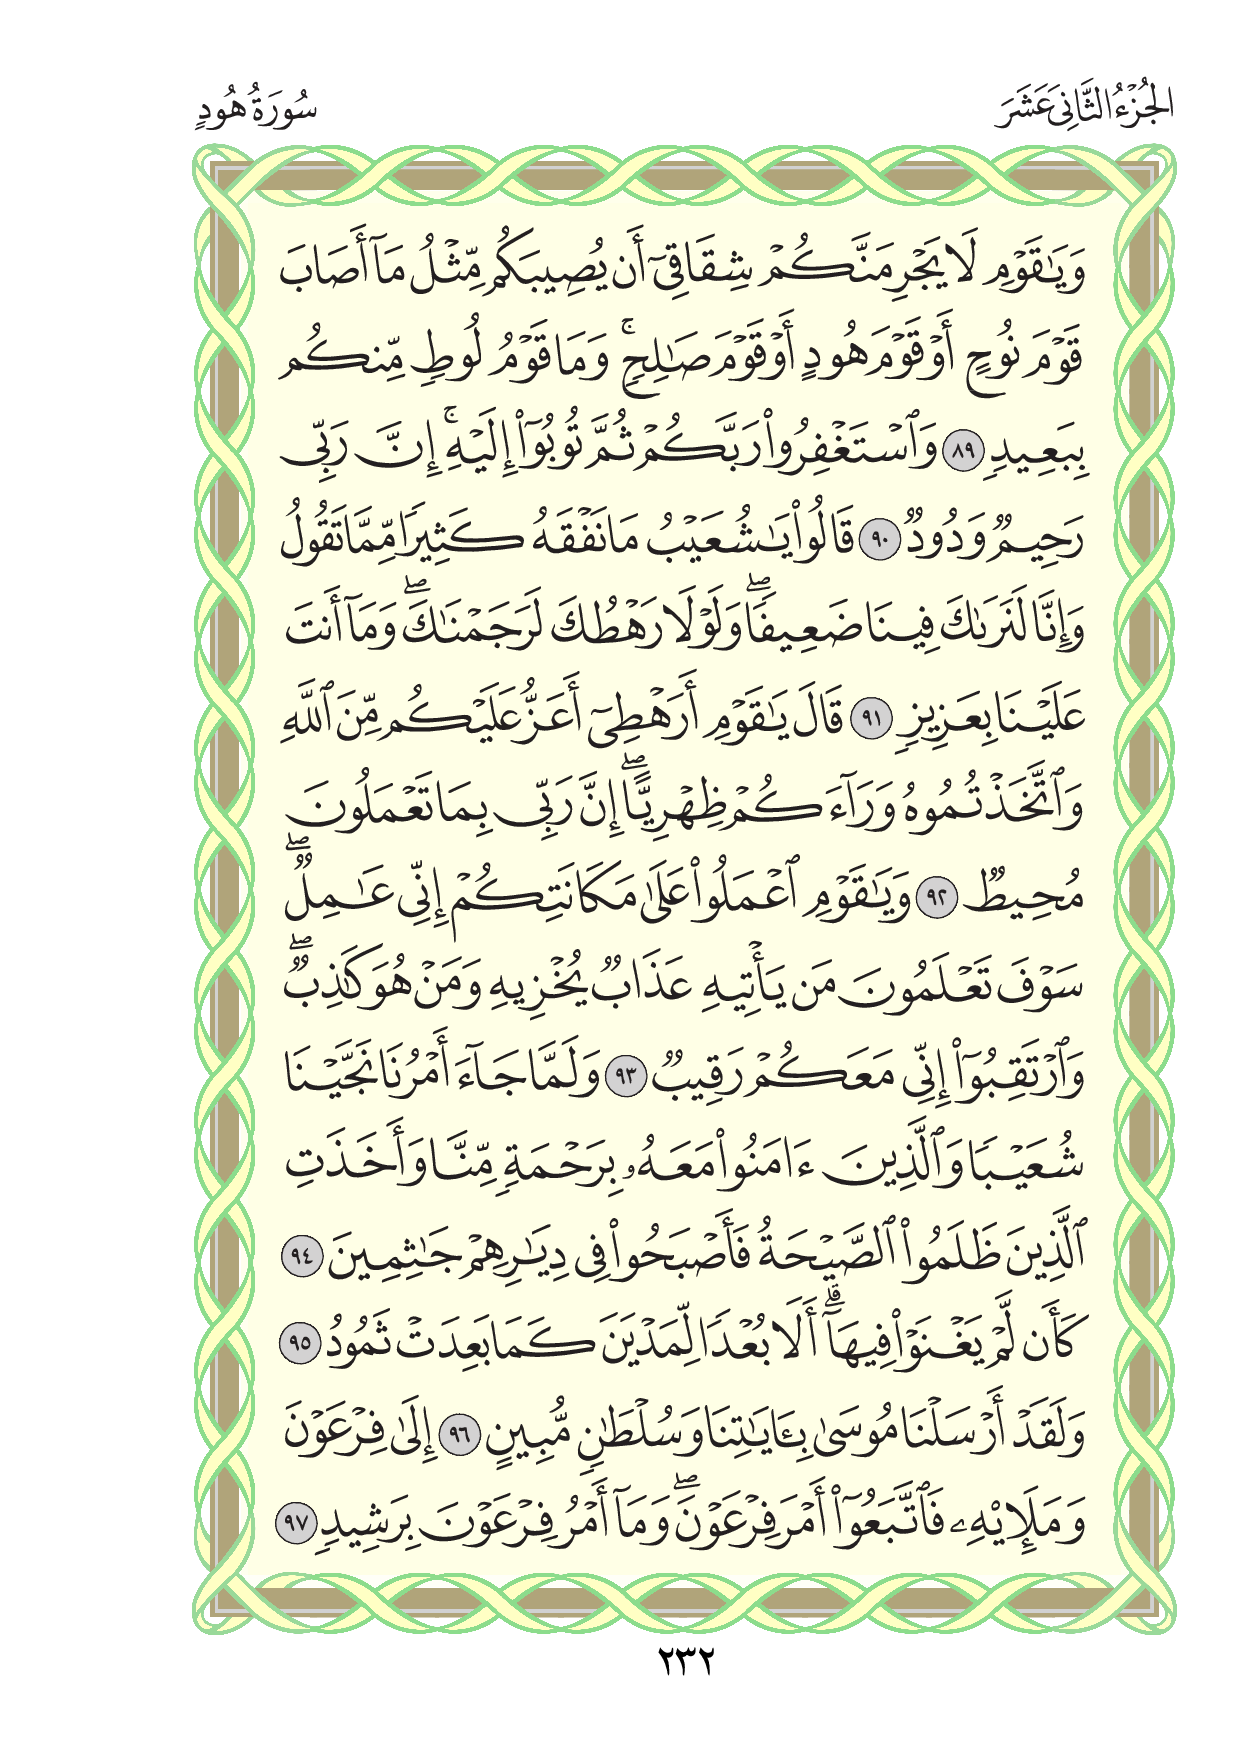 الجُزْءُ الثَّانِيَ عَشَرَ
سُورَةُ هُودٍ
وَيَٰقَوْمِ لَا يَجْرِمَنَّكُمْ شِقَاقِيٓ أَن يُصِيبَكُم مِّثْلُ مَآ أَصَابَ
قَوْمَ نُوحٍ أَوْ قَوْمَ هُودٍ أَوْ قَوْمَ صَٰلِحٖۚ وَمَا قَوْمُ لُوطٖ مِّنكُم
بِبَعِيدٖ ٨٩ وَٱسْتَغْفِرُوا۟ رَبَّكُمْ ثُمَّ تُوبُوٓا۟ إِلَيْهِۚ إِنَّ رَبِّى
رَحِيمٞ وَدُودٞ ٩٠ قَالُوا۟ يَٰشُعَيْبُ مَا نَفْقَهُ كَثِيرٗا مِّمَّا تَقُولُ
وَإِنَّا لَنَرَىٰكَ فِينَا ضَعِيفٗاۖ وَلَوْلَا رَهْطُكَ لَرَجَمْنَٰكَۖ وَمَآ أَنتَ
عَلَيْنَا بِعَزِيزٖ ٩١ قَالَ يَٰقَوْمِ أَرَهْطِىٓ أَعَزُّ عَلَيْكُم مِّنَ ٱللَّهِ
وَٱتَّخَذْتُمُوهُ وَرَآءَكُمْ ظِهْرِيًّاۖ إِنَّ رَبِّى بِمَا تَعْمَلُونَ
مُحِيطٞ ٩٢ وَيَٰقَوْمِ ٱعْمَلُوا۟ عَلَىٰ مَكَانَتِكُمْ إِنِّى عَٰمِلٞۖ
سَوْفَ تَعْلَمُونَ مَن يَأْتِيهِ عَذَابٞ يُخْزِيهِ وَمَنْ هُوَ كَٰذِبٞۖ
وَٱرْتَقِبُوٓا۟ إِنِّى مَعَكُمْ رَقِيبٞ ٩٣ وَلَمَّا جَآءَ أَمْرُنَا نَجَّيْنَا
شُعَيْبٗا وَٱلَّذِينَ ءَامَنُوا۟ مَعَهُۥ بِرَحْمَةٖ مِّنَّا وَأَخَذَتِ
ٱلَّذِينَ ظَلَمُوا۟ ٱلصَّيْحَةُ فَأَصْبَحُوا۟ فِى دِيَٰرِهِمْ جَٰثِمِينَ ٩٤
كَأَن لَّمْ يَغْنَوْا۟ فِيهَآۗ أَلَا بُعْدٗا لِّمَدْيَنَ كَمَا بَعِدَتْ ثَمُودُ ٩٥
وَلَقَدْ أَرْسَلْنَا مُوسَىٰ بِـَٔايَٰتِنَا وَسُلْطَٰنٖ مُّبِينٍ ٩٦ إِلَىٰ فِرْعَوْنَ
وَمَلَإِي۟هِۦ فَٱتَّبَعُوٓا۟ أَمْرَ فِرْعَوْنَۖ وَمَآ أَمْرُ فِرْعَوْنَ بِرَشِيدٖ ٩٧
٢٣٢